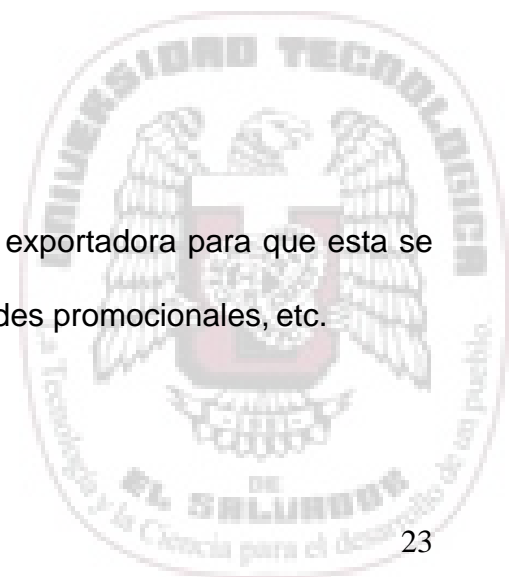 UNIVERSIDAD TECNOLOGICA
exportadora para que esta se
des promocionales, etc.
La Tecnología y la Ciencia para el desarrollo de un pueblo.
DE
EL SALVADOR
23